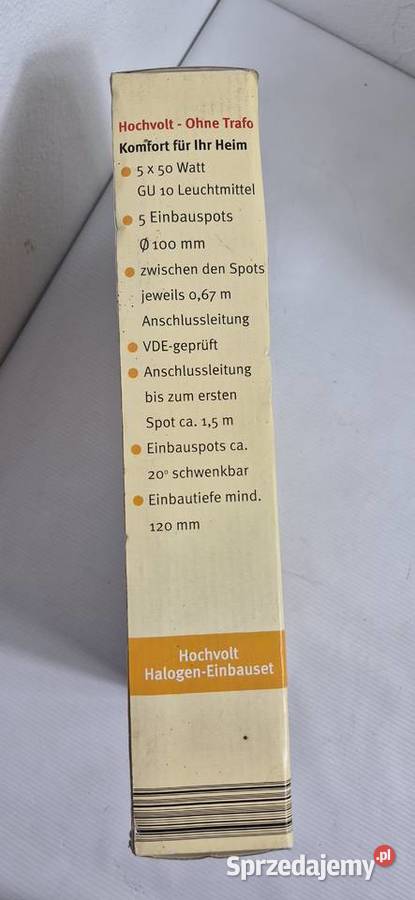 Hochvolt - Ohne Trafo
Komfort für Ihr Heim
5 x 50 Watt
GU 10 Leuchtmittel
5 Einbauspots
Ø 100 mm
zwischen den Spots
jeweils 0,67 m
Anschlussleitung
VDE-geprüft
Anschlussleitung
bis zum ersten
Spot ca. 1,5 m
Einbauspots ca.
20° schwenkbar
Einbautiefe mind.
120 mm
Hochvolt
Halogen-Einbauset
Sprzedajemy.pl